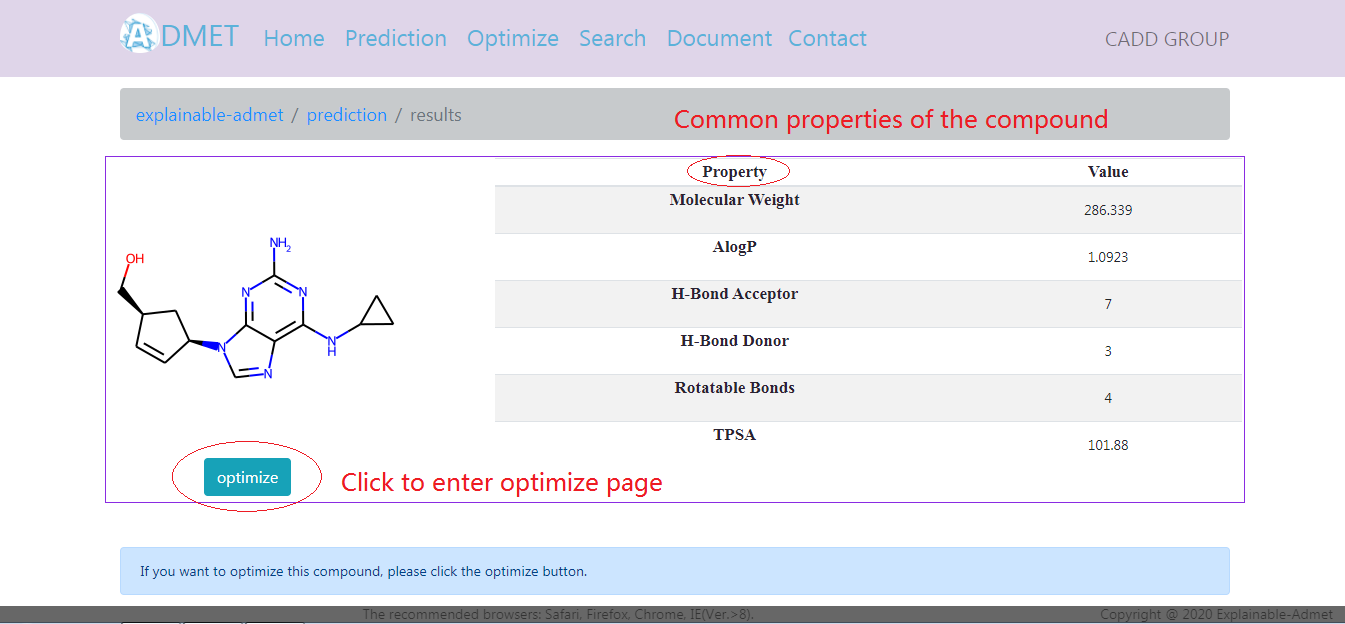 ADMET Home Prediction Optimize Search Document Contact CADD GROUP
explainable-admet / prediction / results
Common properties of the compound
Property Value
Molecular Weight 286.339
AlogP 1.0923
H-Bond Acceptor 7
H-Bond Donor 3
Rotatable Bonds 4
TPSA 101.88
OH
NH2
N
N
N
N
N
H
optimize
Click to enter optimize page
If you want to optimize this compound, please click the optimize button.
The recommended browsers: Safari, Firefox, Chrome, IE(Ver.>8).
Copyright @ 2020 Explainable-Admet